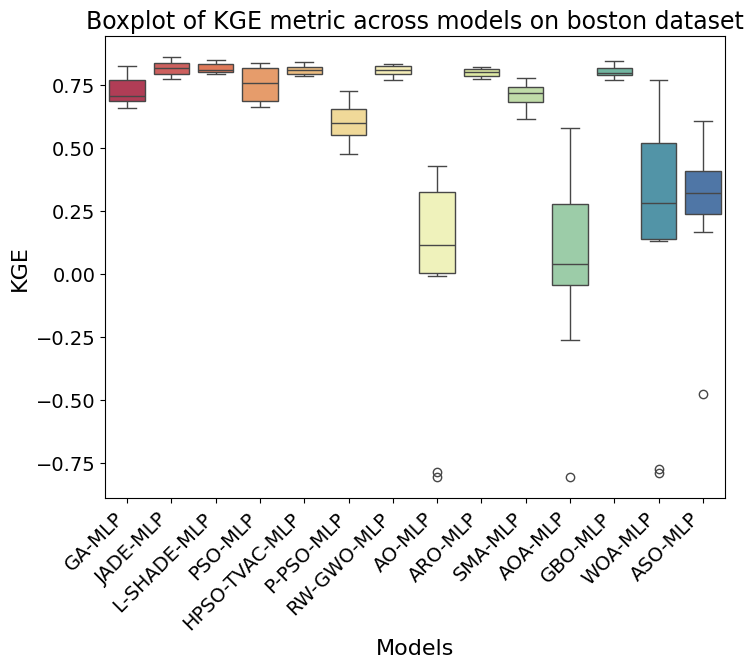 Boxplot of KGE metric across models on boston dataset
KGE
0.75
0.50
0.25
0.00
−0.25
−0.50
−0.75
GA-MLP
JADE-MLP
L-SHADE-MLP
PSO-MLP
HPSO-TVAC-MLP
P-PSO-MLP
RW-GWO-MLP
AO-MLP
ARO-MLP
SMA-MLP
AOA-MLP
GBO-MLP
WOA-MLP
ASO-MLP
Models